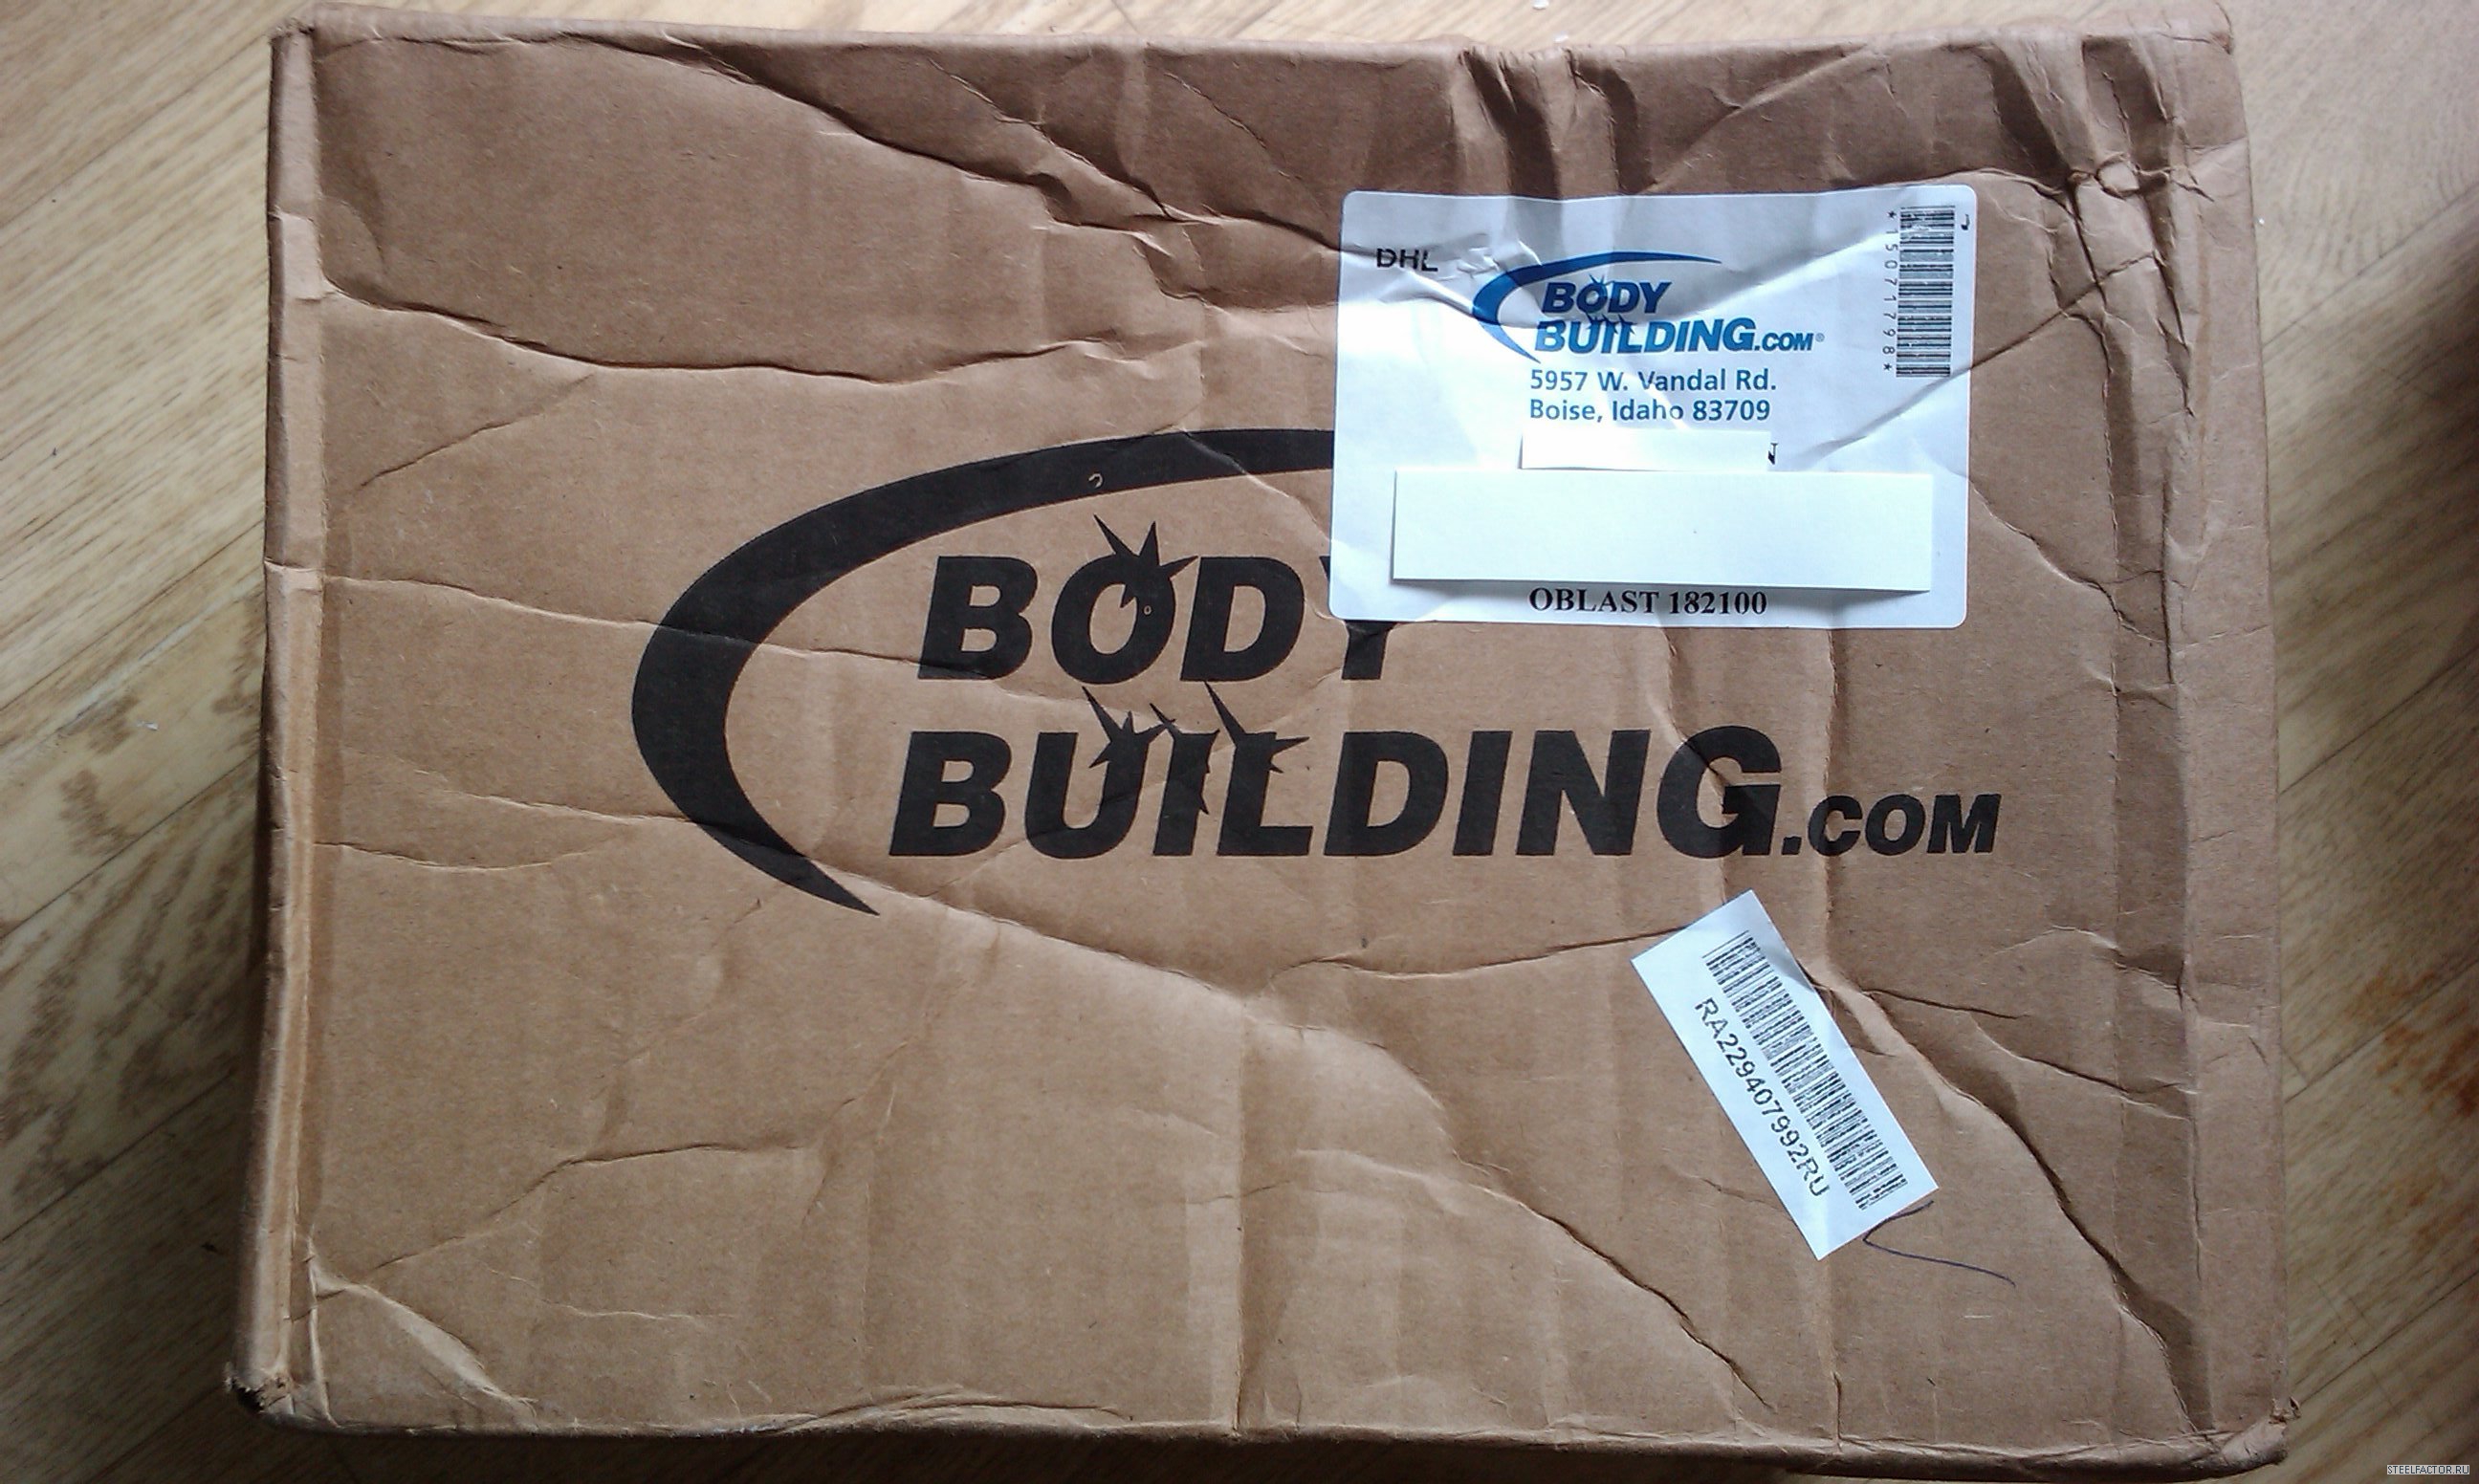 DHL
BODY
BUILDING.COM®
5957 W. Vandal Rd.
Boise, Idaho 83709
OBLAST 182100
*15071798*
BODY
BUILDING.COM
RA229407992RU
STEELFACTOR.RU